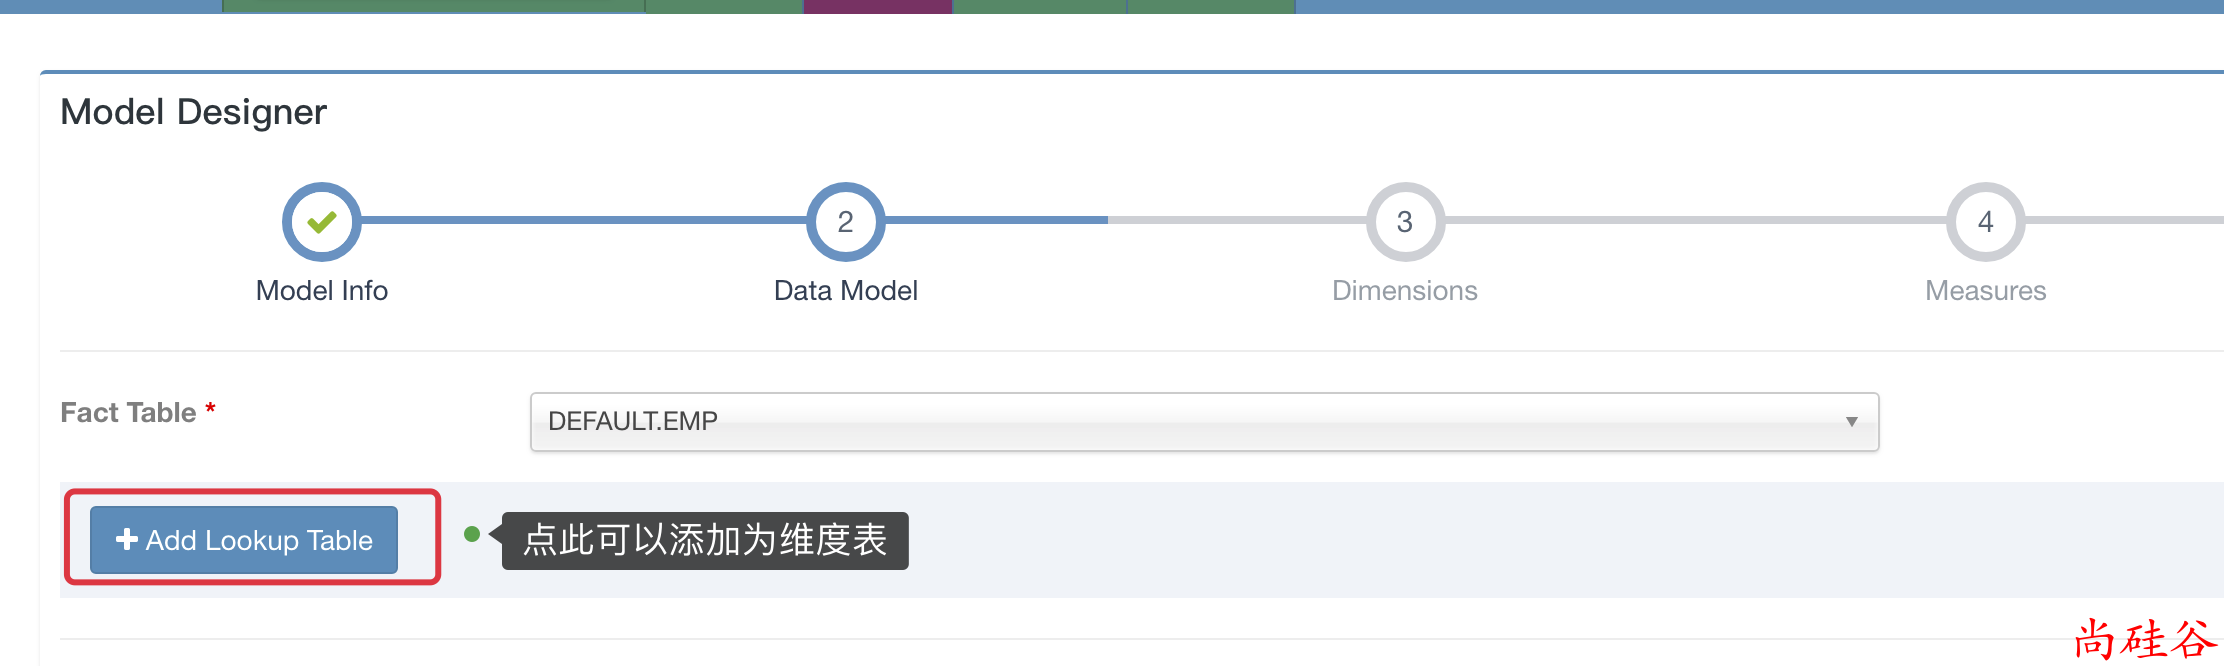 Model Designer
2
3
4
Model Info
Data Model
Dimensions
Measures
Fact Table *
DEFAULT.EMP
Add Lookup Table
点此可以添加为维度表
尚硅谷